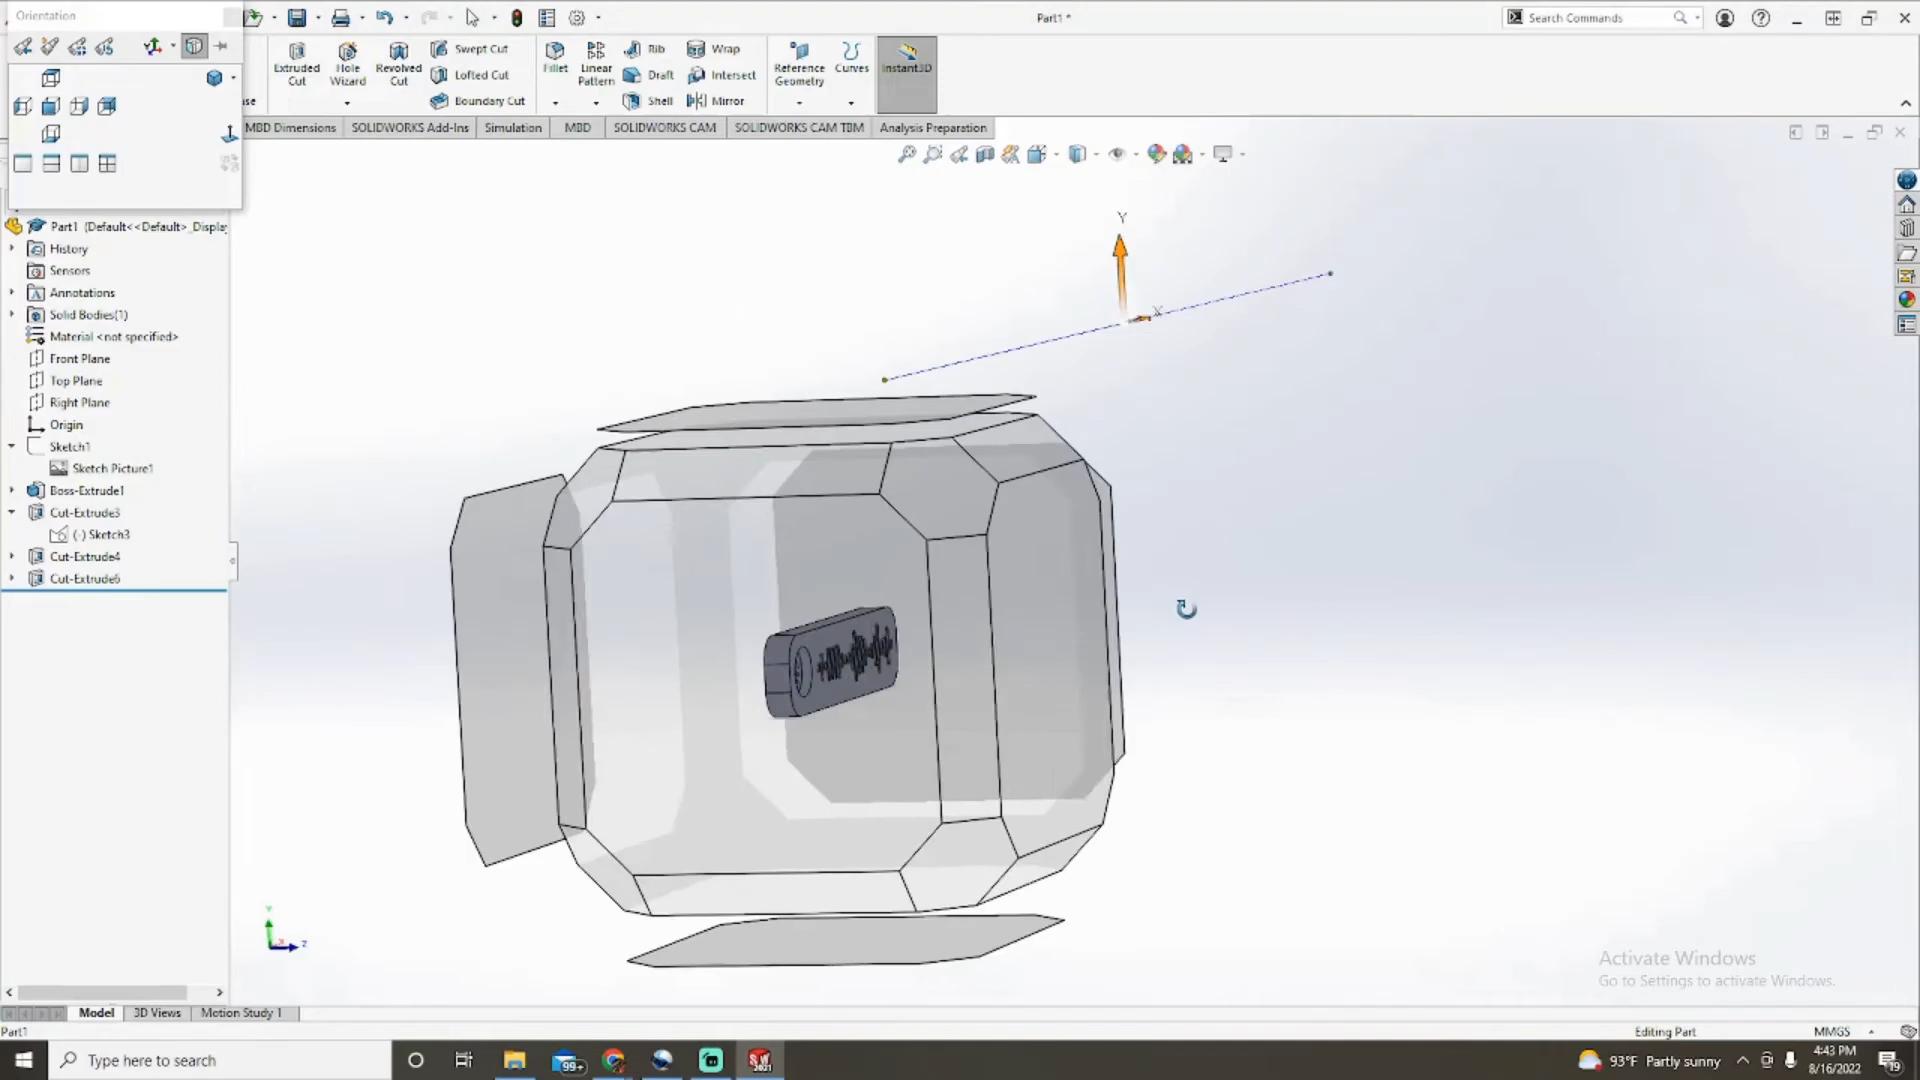 Orientation
Part1 *
Search Commands
Extruded Cut
Hole Wizard
Revolved Cut
Swept Cut
Lofted Cut
Boundary Cut
Fillet
Linear Pattern
Rib
Draft
Shell
Wrap
Intersect
Mirror
Reference Geometry
Curves
Instant3D
MBD Dimensions
SOLIDWORKS Add-Ins
Simulation
MBD
SOLIDWORKS CAM
SOLIDWORKS CAM TBM
Analysis Preparation
Part1 (Default<<Default>_Display
History
Sensors
Annotations
Solid Bodies(1)
Material <not specified>
Front Plane
Top Plane
Right Plane
Origin
Sketch1
Sketch Picture1
Boss-Extrude1
Cut-Extrude3
(-) Sketch3
Cut-Extrude4
Cut-Extrude6
Y
X
Z
Activate Windows
Go to Settings to activate Windows.
Model
3D Views
Motion Study 1
Part1
Editing Part
MMGS
Type here to search
99+
SW
2021
93°F Partly sunny
4:43 PM
8/16/2022
19